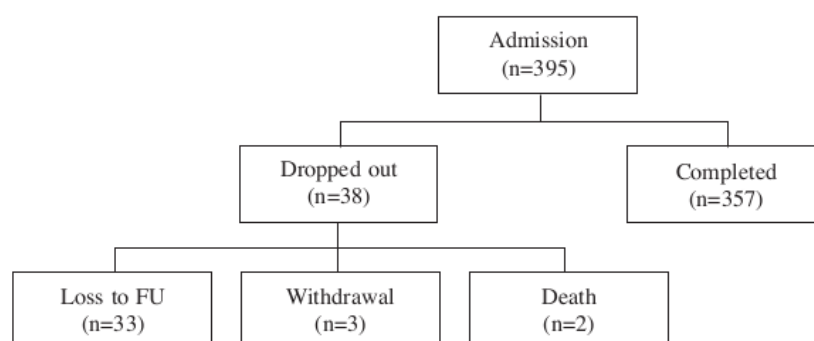 Admission
(n=395)
Dropped out
(n=38)
Completed
(n=357)
Loss to FU
(n=33)
Withdrawal
(n=3)
Death
(n=2)